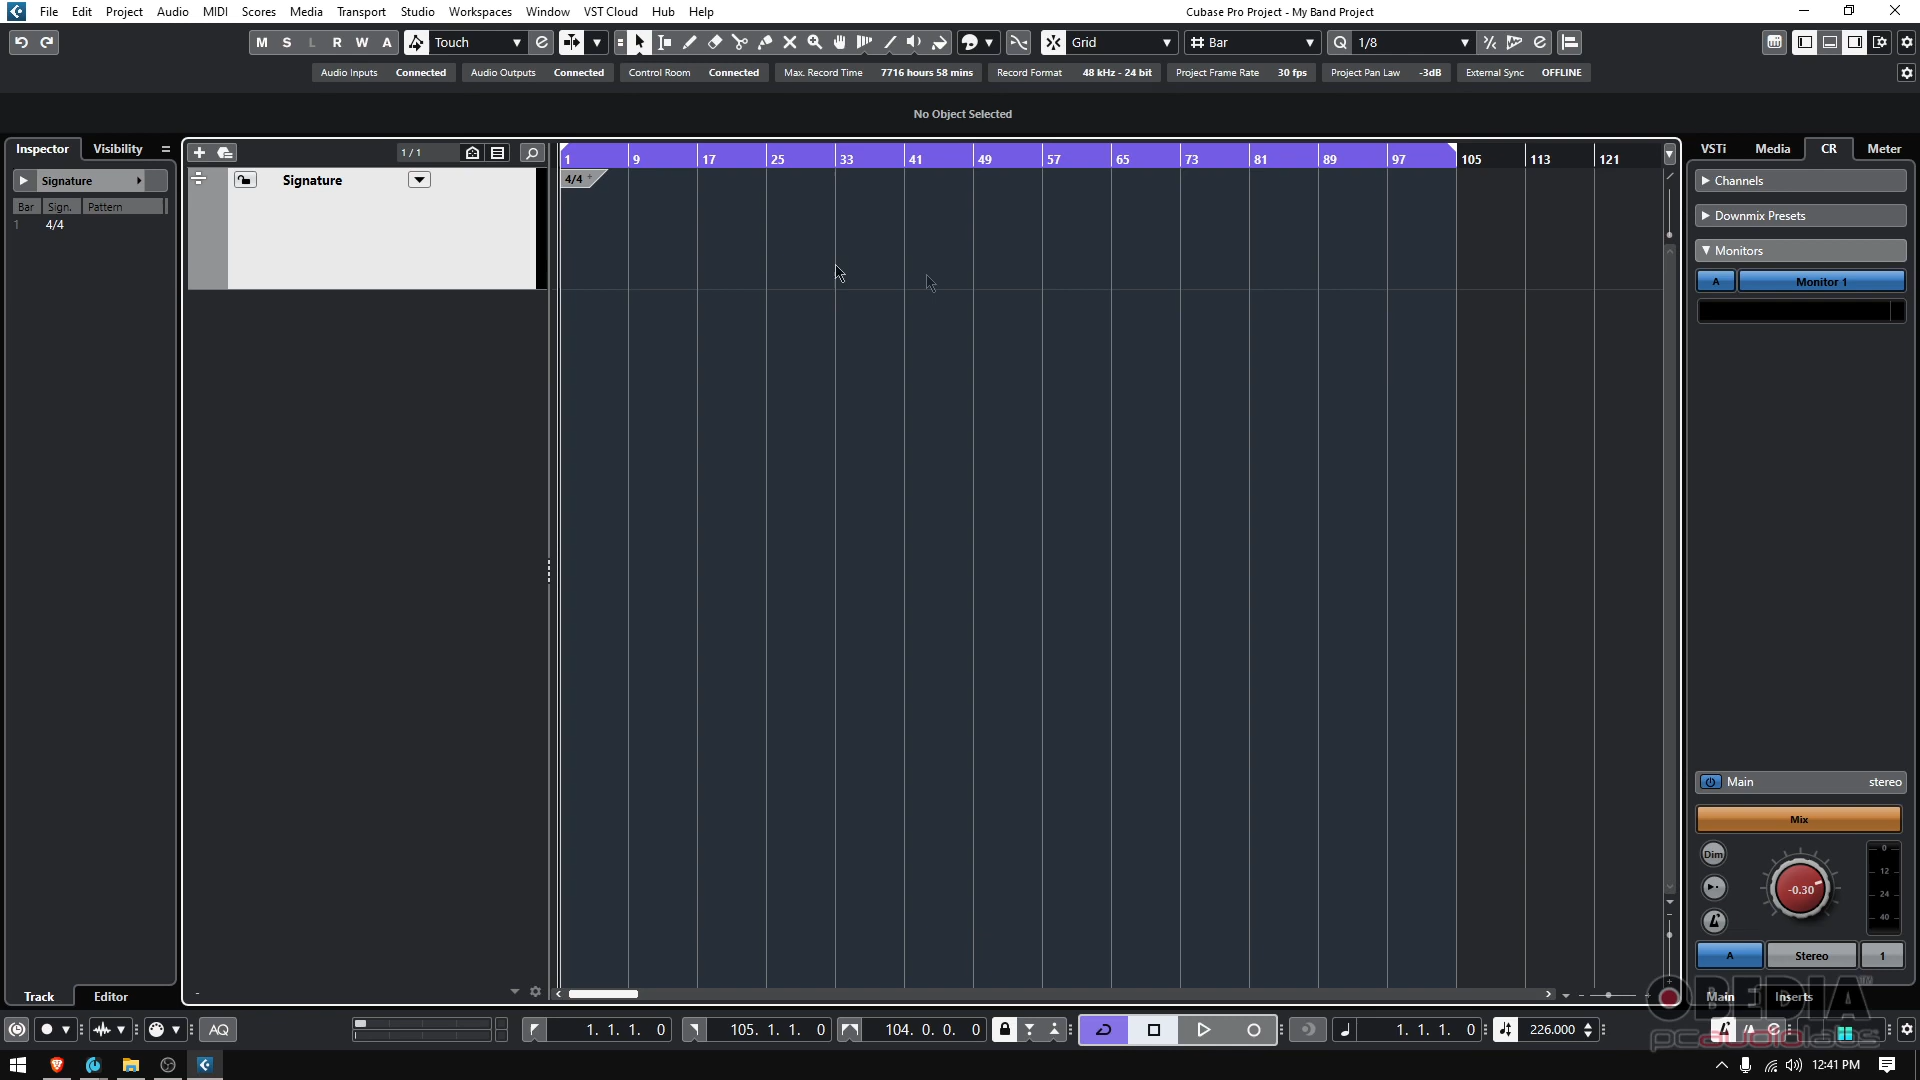 File Edit Project Audio MIDI Scores Media Transport Studio Workspaces Window VST Cloud Hub Help
Cubase Pro Project - My Band Project
M S L R W A Touch
Grid Bar Q 1/8
Audio Inputs Connected Audio Outputs Connected Control Room Connected Max. Record Time 7716 hours 58 mins Record Format 48 kHz - 24 bit Project Frame Rate 30 fps Project Pan Law -3dB External Sync OFFLINE
No Object Selected
Inspector Visibility
1 / 1
1 9 17 25 33 41 49 57 65 73 81 89 97 105 113 121
VSTi Media CR Meter
Signature
Signature
4/4 +
Channels
Bar Sign. Pattern
1 4/4
Downmix Presets
Monitors
A Monitor 1
Main stereo
Mix
Dim
-0.30
0
12
24
40
A Stereo 1
Track Editor
Main Inserts
OBEDIA
pcaudiolabs
AQ
1. 1. 1. 0
105. 1. 1. 0
104. 0. 0. 0
1. 1. 1. 0
226.000
12:41 PM